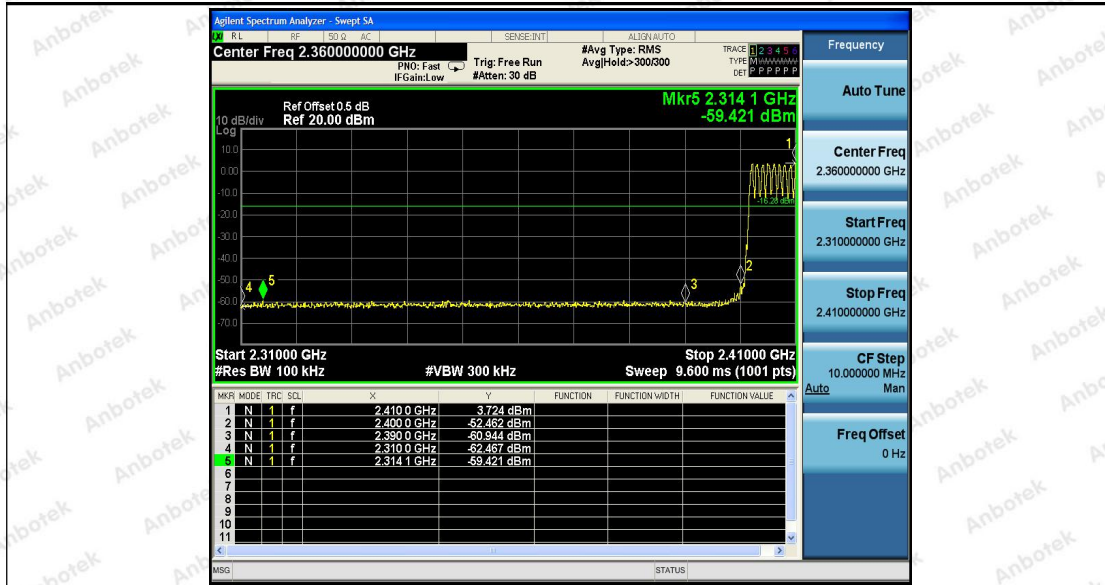 Agilent Spectrum Analyzer - Swept SA
RL RF 50 Ω AC SENSE:INT ALIGNAUTO
Center Freq 2.360000000 GHz
PNO: Fast
IFGain:Low
Trig: Free Run
#Atten: 30 dB
#Avg Type: RMS
Avg|Hold:>300/300
TRACE 1 2 3 4 5 6
TYPE M
DET P P P P P P
Mkr5 2.314 1 GHz
-59.421 dBm
Ref Offset 0.5 dB
10 dB/div Ref 20.00 dBm
Log
10.0
0.00
-10.0
-20.0
-30.0
-40.0
-50.0
-60.0
-70.0
1
-16.28 dBm
2
3
4
5
Start 2.31000 GHz Stop 2.41000 GHz
#Res BW 100 kHz #VBW 300 kHz Sweep 9.600 ms (1001 pts)
MKR MODE TRC SCL X Y FUNCTION FUNCTION WIDTH FUNCTION VALUE
1 N 1 f 2.410 0 GHz 3.724 dBm
2 N 1 f 2.400 0 GHz -52.462 dBm
3 N 1 f 2.390 0 GHz -60.944 dBm
4 N 1 f 2.310 0 GHz -62.467 dBm
5 N 1 f 2.314 1 GHz -59.421 dBm
6
7
8
9
10
11
MSG STATUS
Frequency
Auto Tune
Center Freq
2.360000000 GHz
Start Freq
2.310000000 GHz
Stop Freq
2.410000000 GHz
CF Step
10.000000 MHz
Auto Man
Freq Offset
0 Hz
Anbotek